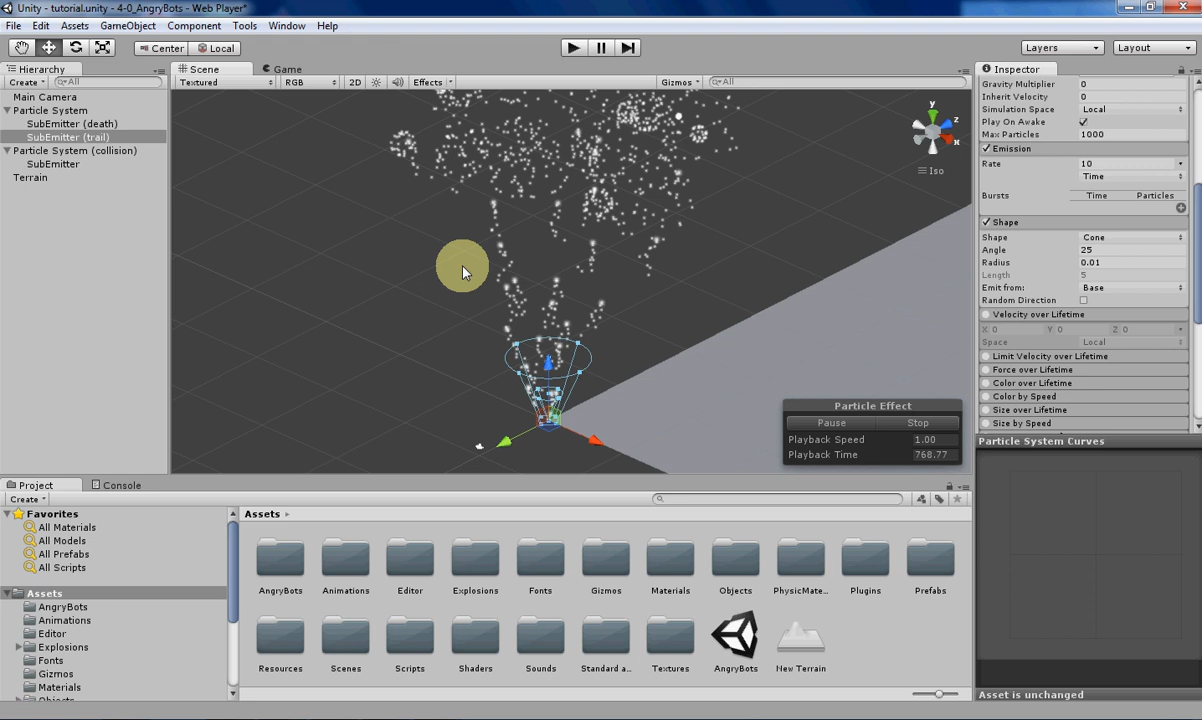 Unity - tutorial.unity - 4-0_AngryBots - Web Player*
File Edit Assets GameObject Component Tools Window Help
Center Local Layers Layout
Hierarchy
Create All
Main Camera
Particle System
SubEmitter (death)
SubEmitter (trail)
Particle System (collision)
SubEmitter
Terrain
Scene Game
Textured RGB 2D Effects Gizmos All
y
z
x
Iso
Particle Effect
Pause Stop
Playback Speed 1.00
Playback Time 768.77
Inspector
Gravity Multiplier 0
Inherit Velocity 0
Simulation Space Local
Play On Awake
Max Particles 1000
Emission
Rate 10
Time
Bursts Time Particles
Shape
Shape Cone
Angle 25
Radius 0.01
Length 5
Emit from: Base
Random Direction
Velocity over Lifetime
X 0 Y 0 Z 0
Space Local
Limit Velocity over Lifetime
Force over Lifetime
Color over Lifetime
Color by Speed
Size over Lifetime
Size by Speed
Particle System Curves
Asset is unchanged
Project Console
Create
Favorites
All Materials
All Models
All Prefabs
All Scripts
Assets
AngryBots
Animations
Editor
Explosions
Fonts
Gizmos
Materials
Objects
Assets
AngryBots Animations Editor Explosions Fonts Gizmos Materials Objects PhysicMate... Plugins Prefabs
Resources Scenes Scripts Shaders Sounds Standard a... Textures AngryBots New Terrain